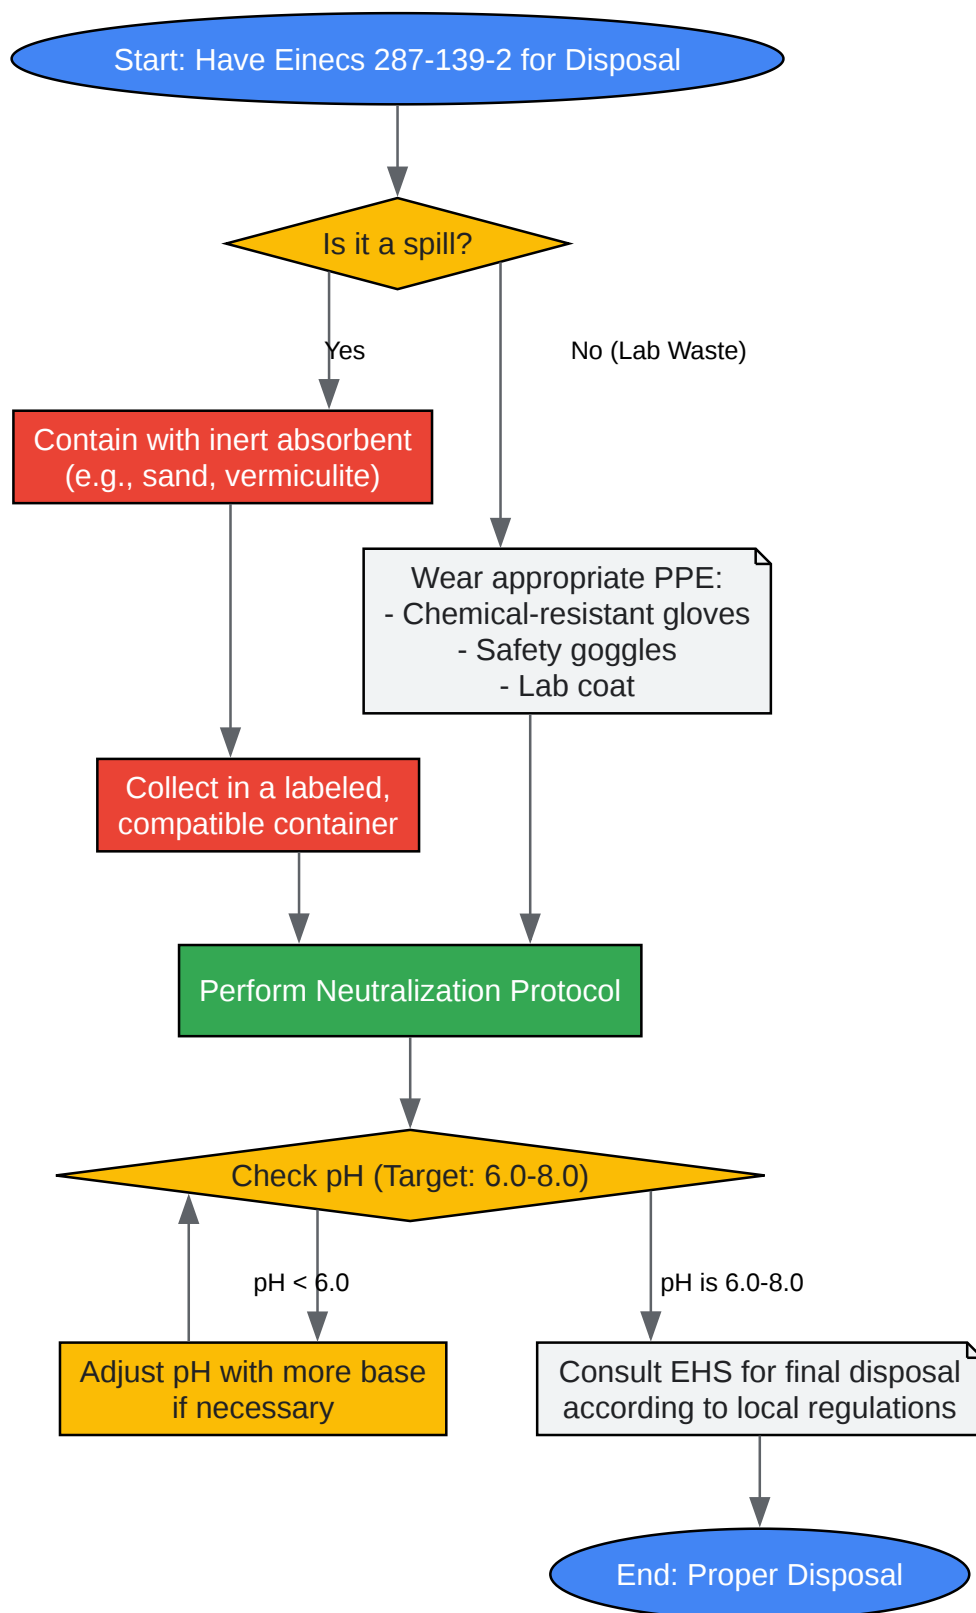 Start: Have Einecs 287-139-2 for Disposal
Is it a spill?
Yes
No (Lab Waste)
Contain with inert absorbent
(e.g., sand, vermiculite)
Wear appropriate PPE:
- Chemical-resistant gloves
- Safety goggles
- Lab coat
Collect in a labeled,
compatible container
Perform Neutralization Protocol
Check pH (Target: 6.0-8.0)
pH < 6.0
pH is 6.0-8.0
Adjust pH with more base
if necessary
Consult EHS for final disposal
according to local regulations
End: Proper Disposal